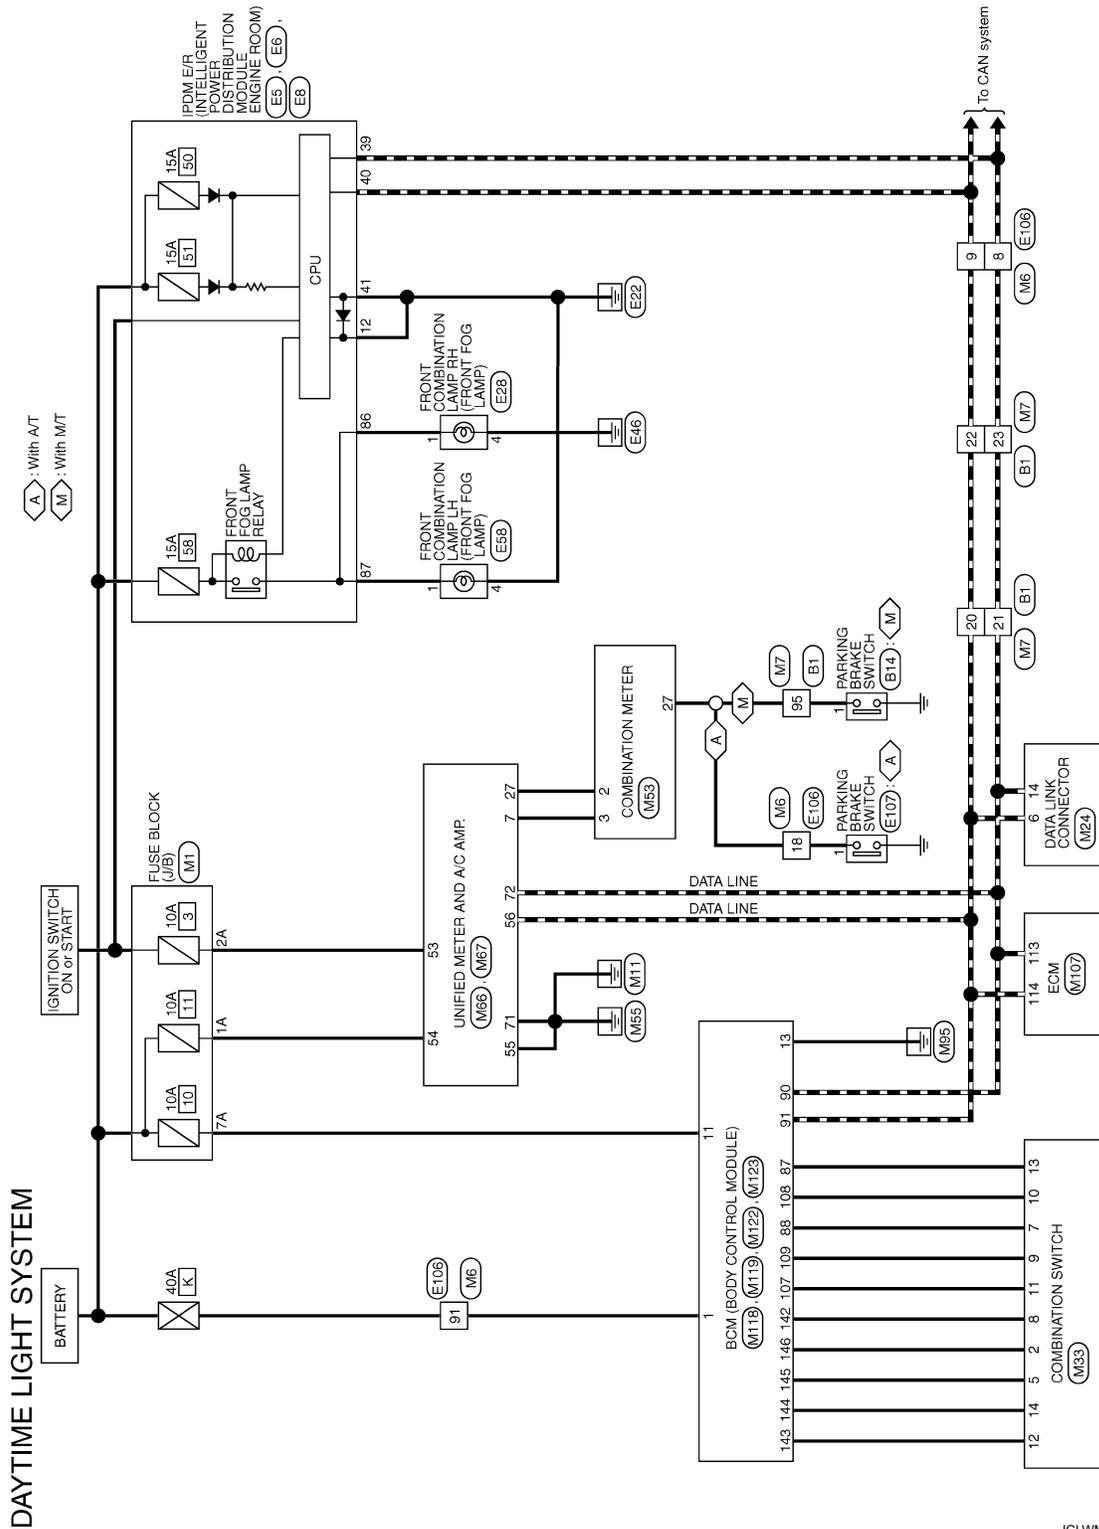 DAYTIME LIGHT SYSTEM
BATTERY
IGNITION SWITCH
ON or START
A : With A/T
M : With M/T
40A
K
10A
10
10A
11
10A
3
FUSE BLOCK
(J/B)
M1
7A
1A
2A
15A
58
15A
51
15A
50
FRONT
FOG LAMP
RELAY
CPU
IPDM E/R
(INTELLIGENT
POWER
DISTRIBUTION
MODULE
ENGINE ROOM)
E5 , E6 ,
E8
87
86
12
41
40
39
91
E106
M6
54
53
UNIFIED METER AND A/C AMP.
M66 , M67
55
71
56
72
7
27
M55
M11
1
4
FRONT
COMBINATION
LAMP LH
(FRONT FOG
LAMP)
E58
1
4
FRONT
COMBINATION
LAMP RH
(FRONT FOG
LAMP)
E28
E46
E22
3
2
COMBINATION METER
M53
27
A
M
18
M6
E106
95
M7
B1
1
PARKING
BRAKE
SWITCH
E107 : A
1
PARKING
BRAKE
SWITCH
B14 : M
DATA LINE
DATA LINE
1
11
BCM (BODY CONTROL MODULE)
M118 , M119 , M122 , M123
143
144
145
146
142
107
109
88
108
87
91
90
13
M95
12
14
5
2
8
11
9
7
10
13
COMBINATION SWITCH
M33
114
113
ECM
M107
6
14
DATA LINK
CONNECTOR
M24
20
21
M7
B1
22
23
B1
M7
9
8
M6
E106
To CAN system